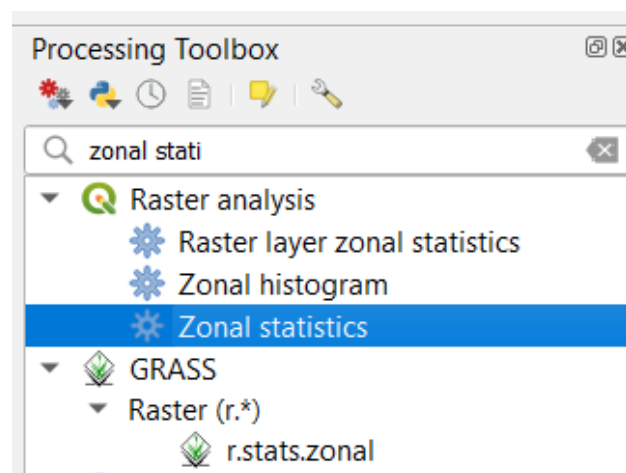 Processing Toolbox
zonal stati
Raster analysis
Raster layer zonal statistics
Zonal histogram
Zonal statistics
GRASS
Raster (r.*)
r.stats.zonal